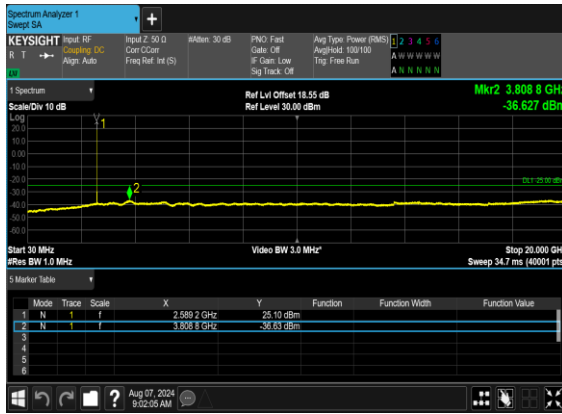 Spectrum Analyzer 1
Swept SA
+
KEYSIGHT
Input: RF
Input Z: 50 Ω
#Atten: 30 dB
PNO: Fast
Avg Type: Power (RMS)
1 2 3 4 5 6
R T
Coupling: DC
Corr CCorr
Gate: Off
Avg|Hold: 100/100
A W W W W W
Align: Auto
Freq Ref: Int (S)
IF Gain: Low
Trig: Free Run
Sig Track: Off
A N N N N N
1 Spectrum
Ref Lvl Offset 18.55 dB
Mkr2 3.808 8 GHz
Scale/Div 10 dB
Ref Level 30.00 dBm
-36.627 dBm
Log
1
20.0
10.0
0.00
-10.0
-20.0
DL1 -25.00 dBm
2
-30.0
-40.0
-50.0
-60.0
Start 30 MHz
Video BW 3.0 MHz*
Stop 20.000 GH
#Res BW 1.0 MHz
Sweep 34.7 ms (40001 pts
5 Marker Table
Mode Trace Scale X Y Function Function Width Function Value
1 N 1 f 2.589 2 GHz 25.10 dBm
2 N 1 f 3.808 8 GHz -36.63 dBm
3
4
5
6
?
Aug 07, 2024
9:02:05 AM